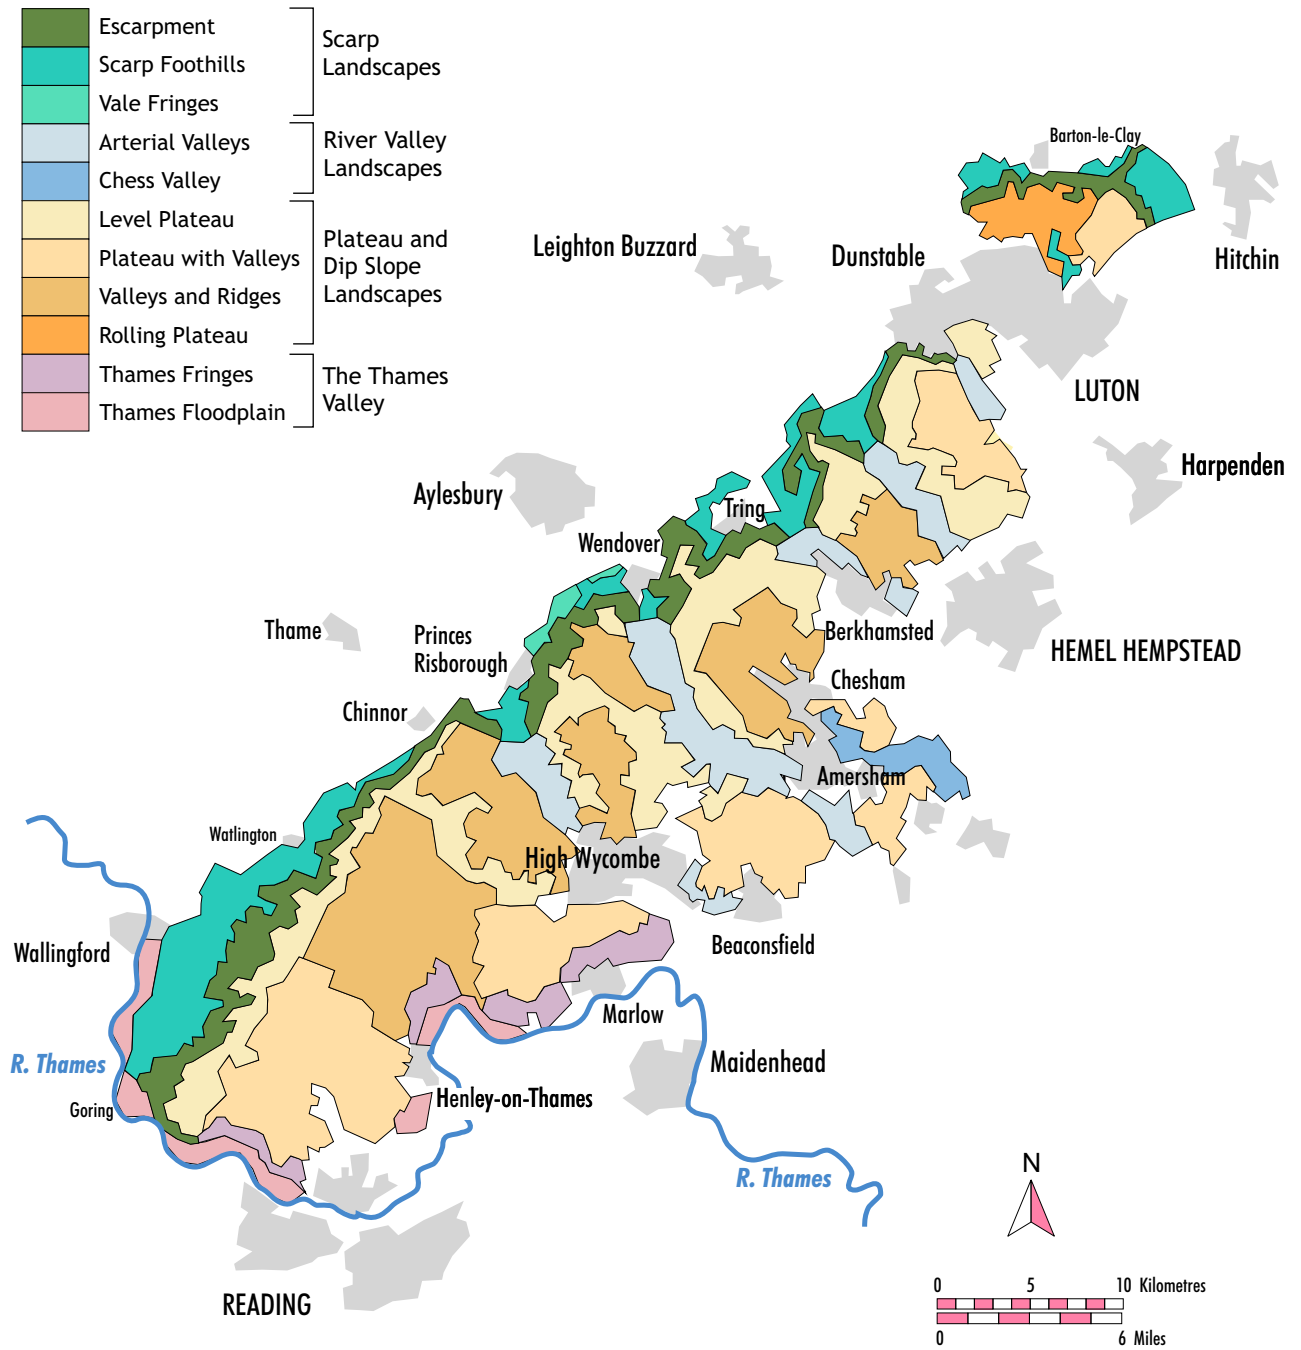 Escarpment
Scarp Foothills
Vale Fringes
Scarp
Landscapes
Arterial Valleys
Chess Valley
River Valley
Landscapes
Level Plateau
Plateau with Valleys
Valleys and Ridges
Rolling Plateau
Plateau and
Dip Slope
Landscapes
Thames Fringes
Thames Floodplain
The Thames
Valley
Barton-le-Clay
Leighton Buzzard
Dunstable
Hitchin
LUTON
Harpenden
Aylesbury
Tring
Wendover
Thame
Princes
Risborough
Berkhamsted
HEMEL HEMPSTEAD
Chesham
Chinnor
Amersham
Watlington
High Wycombe
Wallingford
Beaconsfield
Marlow
R. Thames
Maidenhead
Goring
Henley-on-Thames
R. Thames
READING
N
0 5 10 Kilometres
0 6 Miles